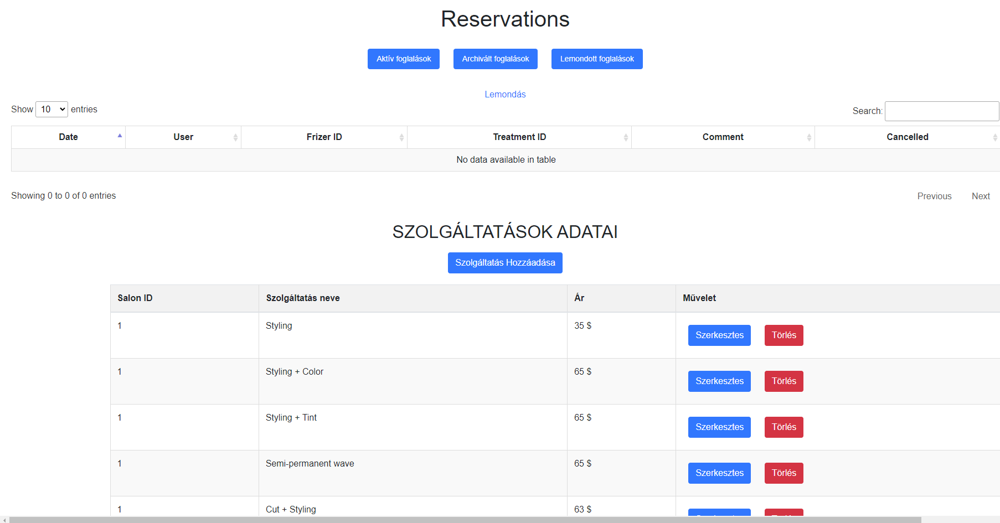 Reservations
Aktív foglalások Archivált foglalások Lemondott foglalások
Lemondás
Show 10 entries Search:
Date User Frizer ID Treatment ID Comment Cancelled
No data available in table
Showing 0 to 0 of 0 entries Previous Next
SZOLGÁLTATÁSOK ADATAI
Szolgáltatás Hozzáadása
Salon ID Szolgáltatás neve Ár Művelet
1 Styling 35 $ Szerkesztes Törlés
1 Styling + Color 65 $ Szerkesztes Törlés
1 Styling + Tint 65 $ Szerkesztes Törlés
1 Semi-permanent wave 65 $ Szerkesztes Törlés
1 Cut + Styling 63 $